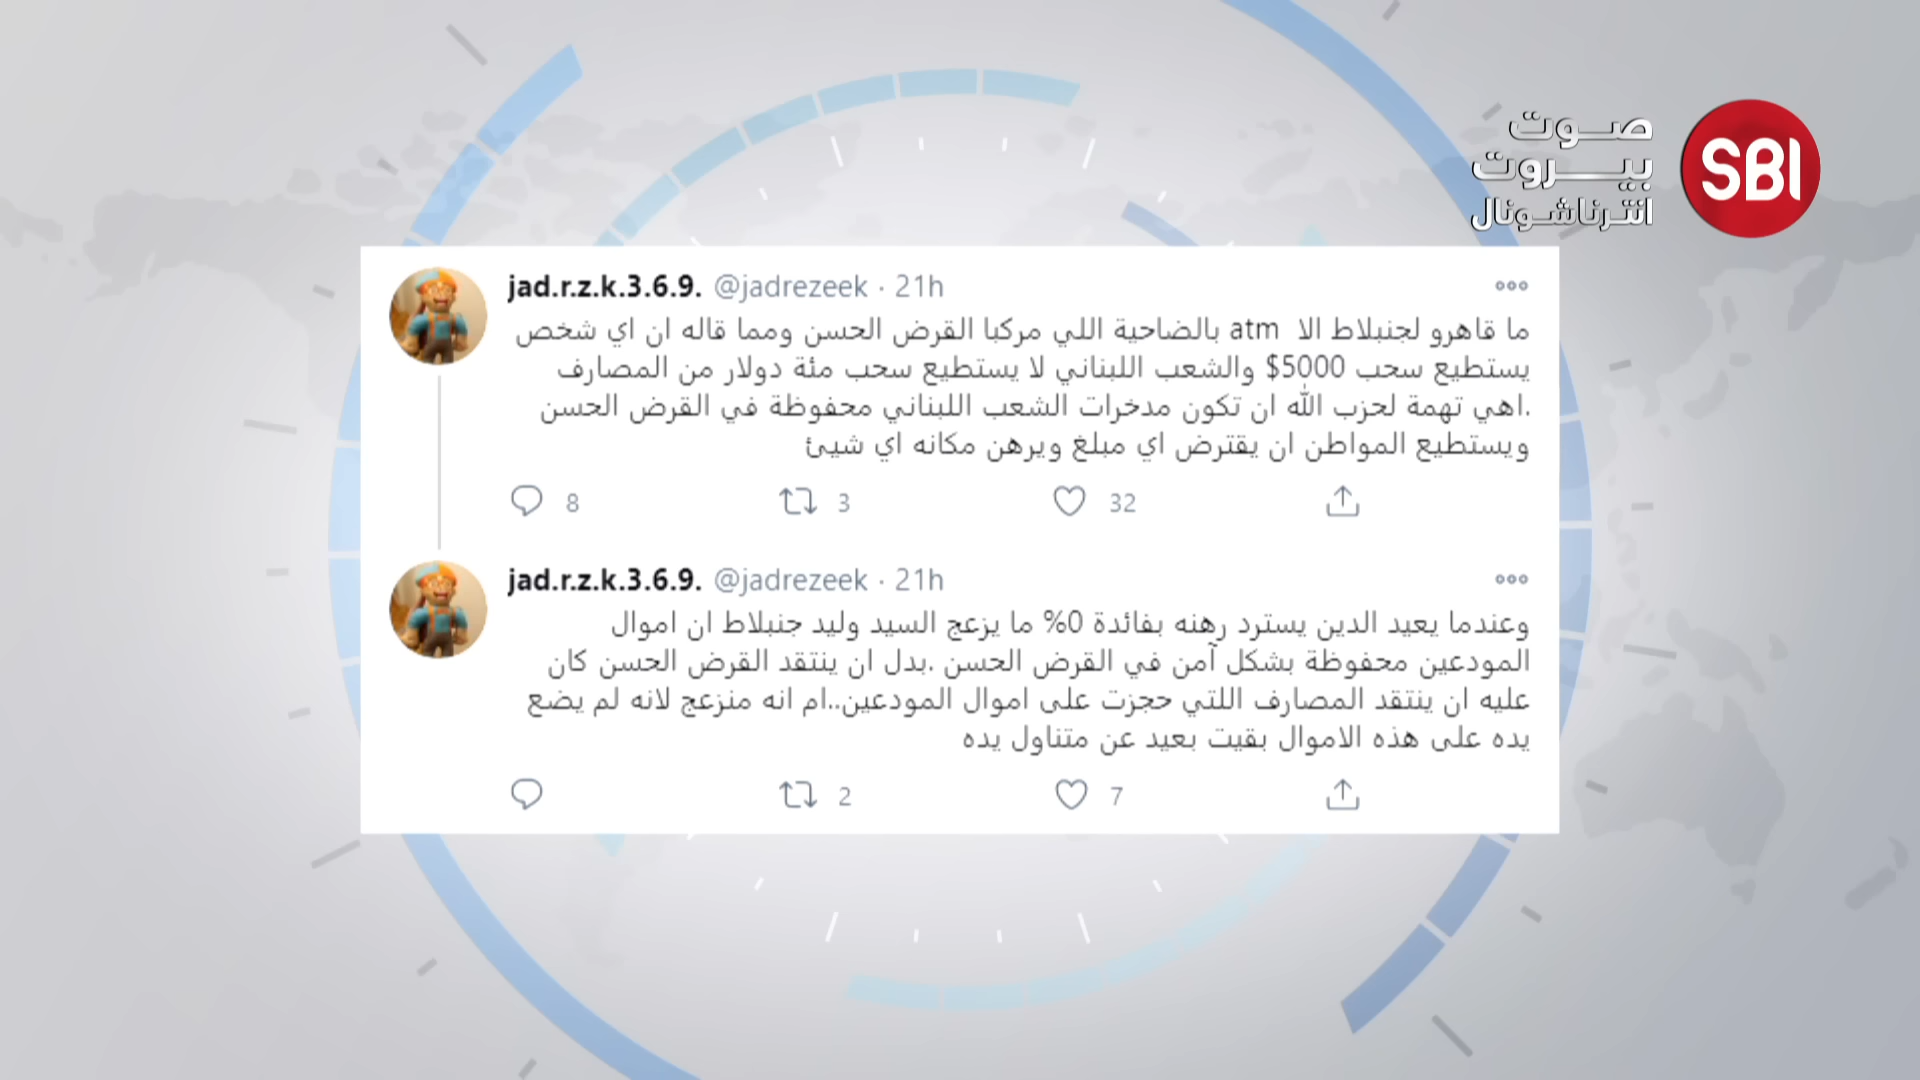 صوت
بيروت
انترناشونال
SBI
jad.r.z.k.3.6.9. @jadrezeek · 21h
ما قاهرو لجنبلاط الا atm بالضاحية اللي مركبا القرض الحسن ومما قاله ان اي شخص
يستطيع سحب 5000$ والشعب اللبناني لا يستطيع سحب مئة دولار من المصارف
.اهي تهمة لحزب الله ان تكون مدخرات الشعب اللبناني محفوظة في القرض الحسن
ويستطيع المواطن ان يقترض اي مبلغ ويرهن مكانه اي شيئ
8 3 32
jad.r.z.k.3.6.9. @jadrezeek · 21h
وعندما يعيد الدين يسترد رهنه بفائدة 0% ما يزعج السيد وليد جنبلاط ان اموال
المودعين محفوظة بشكل آمن في القرض الحسن .بدل ان ينتقد القرض الحسن كان
عليه ان ينتقد المصارف اللتي حجزت على اموال المودعين..ام انه منزعج لانه لم يضع
يده على هذه الاموال بقيت بعيد عن متناول يده
2 7